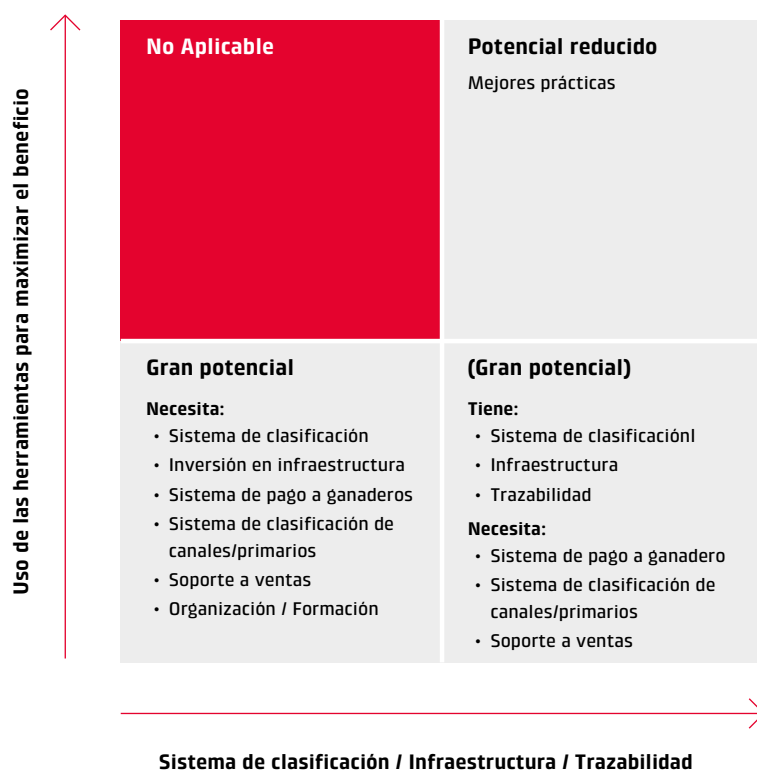 Uso de las herramientas para maximizar el beneficio
No Aplicable
Potencial reducido
Mejores prácticas
Gran potencial
Necesita:
• Sistema de clasificación
• Inversión en infraestructura
• Sistema de pago a ganaderos
• Sistema de clasificación de
canales/primarios
• Soporte a ventas
• Organización / Formación
(Gran potencial)
Tiene:
• Sistema de clasificaciónl
• Infraestructura
• Trazabilidad
Necesita:
• Sistema de pago a ganadero
• Sistema de clasificación de
canales/primarios
• Soporte a ventas
Sistema de clasificación / Infraestructura / Trazabilidad